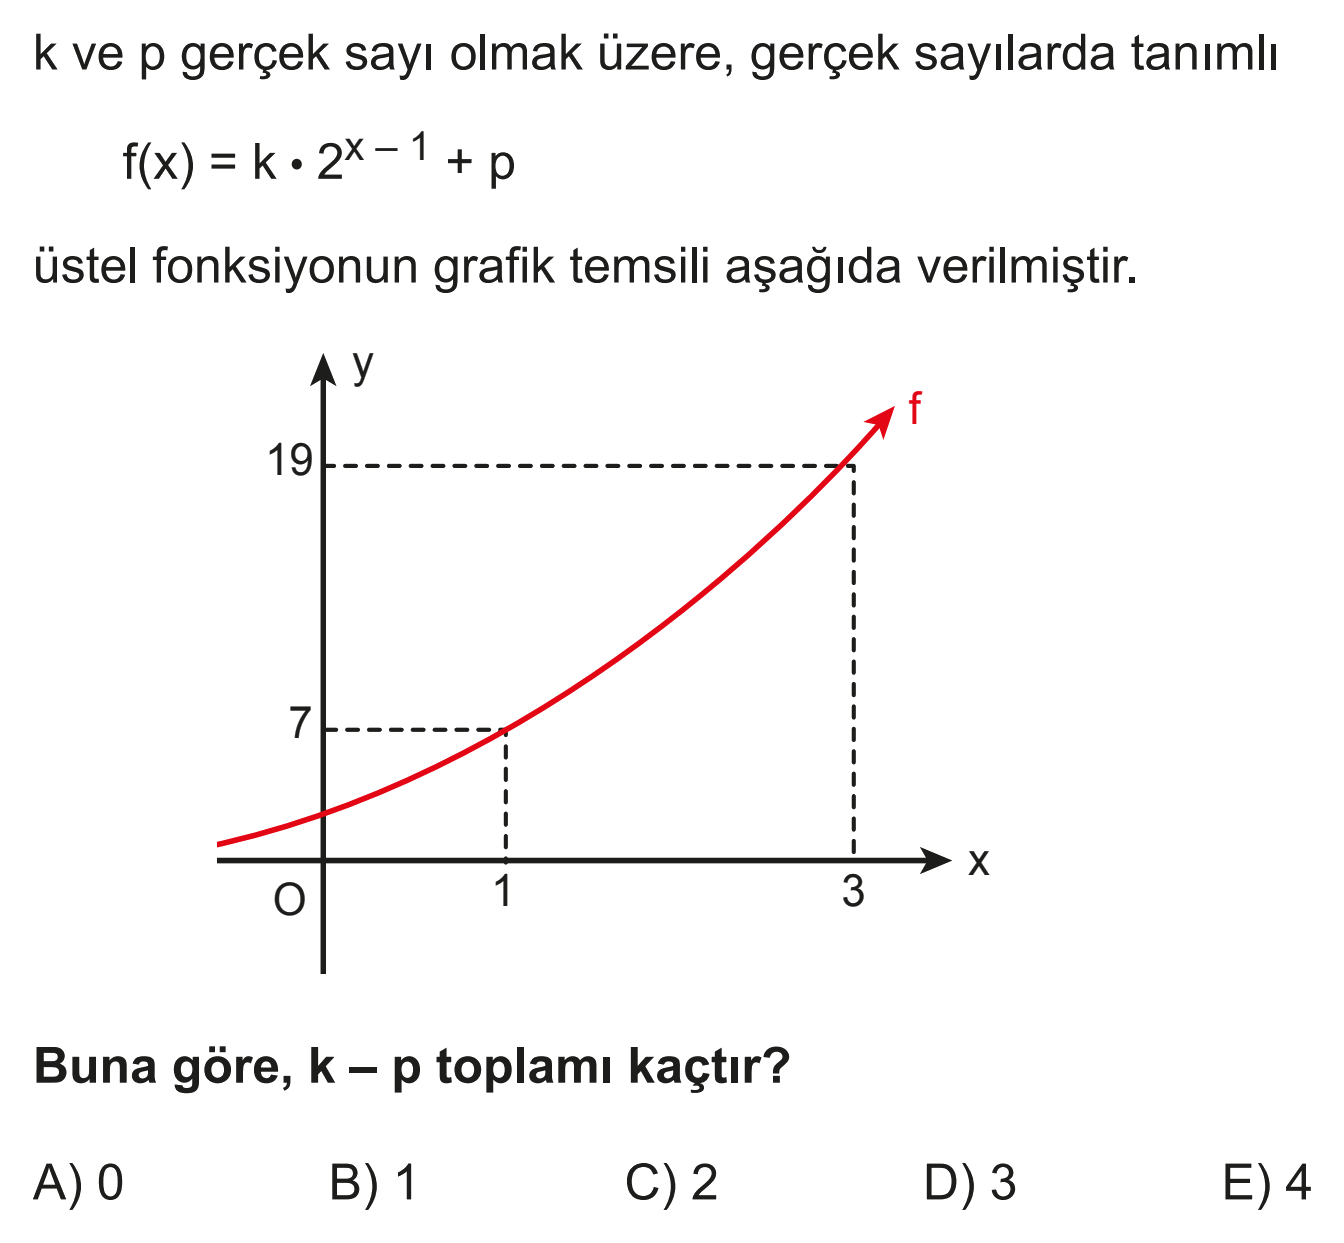 k ve p gerçek sayı olmak üzere, gerçek sayılarda tanımlı
f(x) = k • 2^(x – 1) + p
üstel fonksiyonun grafik temsili aşağıda verilmiştir.
y
f
19
7
x
O
1
3
Buna göre, k – p toplamı kaçtır?
A) 0 B) 1 C) 2 D) 3 E) 4